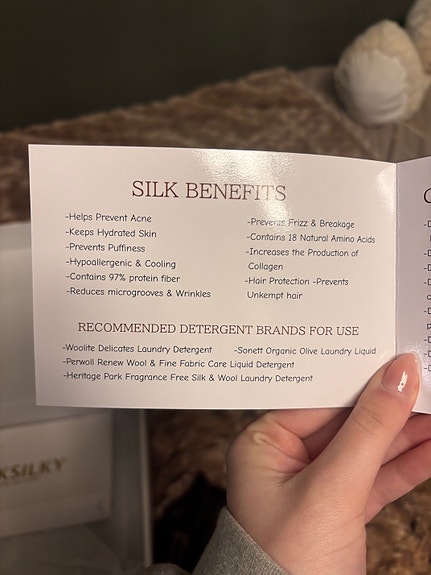 SILK BENEFITS
-Helps Prevent Acne
-Keeps Hydrated Skin
-Prevents Puffiness
-Hypoallergenic & Cooling
-Contains 97% protein fiber
-Reduces microgrooves & Wrinkles
-Prevents Frizz & Breakage
-Contains 18 Natural Amino Acids
-Increases the Production of
Collagen
-Hair Protection -Prevents
Unkempt hair
RECOMMENDED DETERGENT BRANDS FOR USE
-Woolite Delicates Laundry Detergent
-Sonett Organic Olive Laundry Liquid
-Perwoll Renew Wool & Fine Fabric Care Liquid Detergent
-Heritage Park Fragrance Free Silk & Wool Laundry Detergent
KSILKY